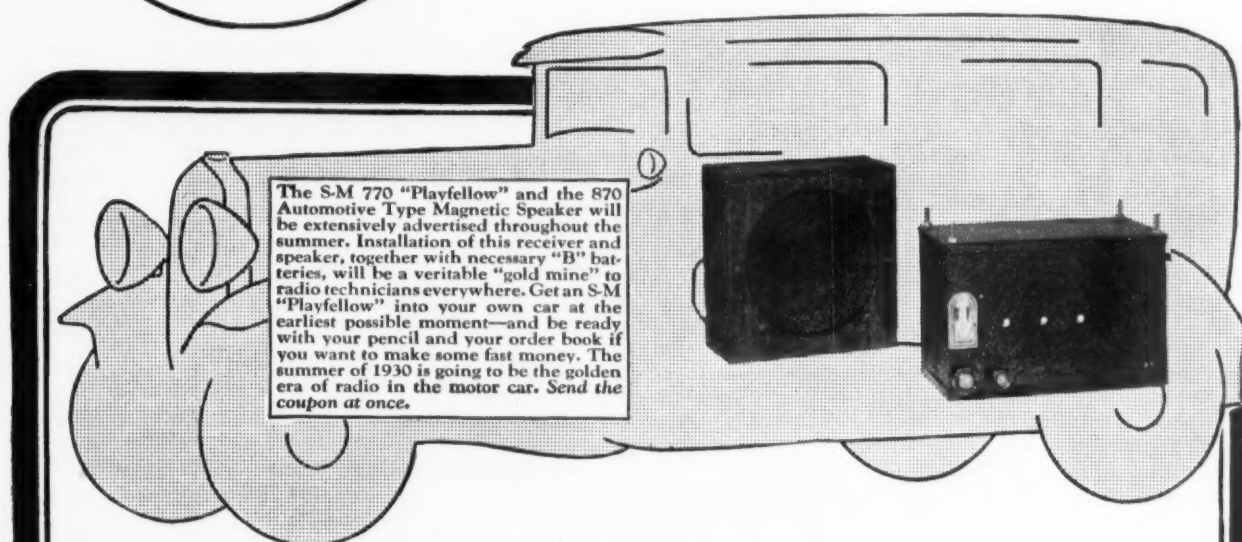 The S-M 770 “Playfellow” and the 870
Automotive Type Magnetic Speaker will
be extensively advertised throughout the
summer. Installation of this receiver and
speaker, together with necessary “B” bat-
teries, will be a veritable “gold mine” to
radio technicians everywhere. Get an S-M
“Playfellow” into your own car at the
earliest possible moment—and be ready
with your pencil and your order book if
you want to make some fast money. The
summer of 1930 is going to be the golden
era of radio in the motor car. Send the
coupon at once.